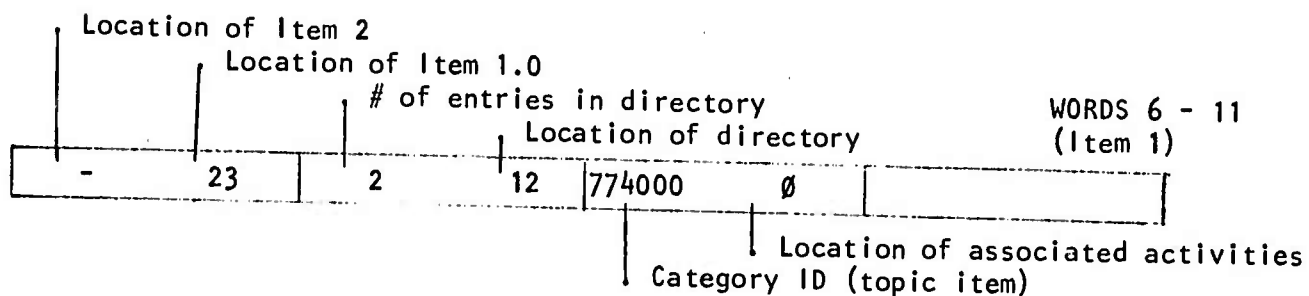 Location of Item 2
Location of Item 1.0
# of entries in directory
WORDS 6 - 11
Location of directory
(Item 1)
- 23 2 12 774000 Ø
Location of associated activities
Category ID (topic item)